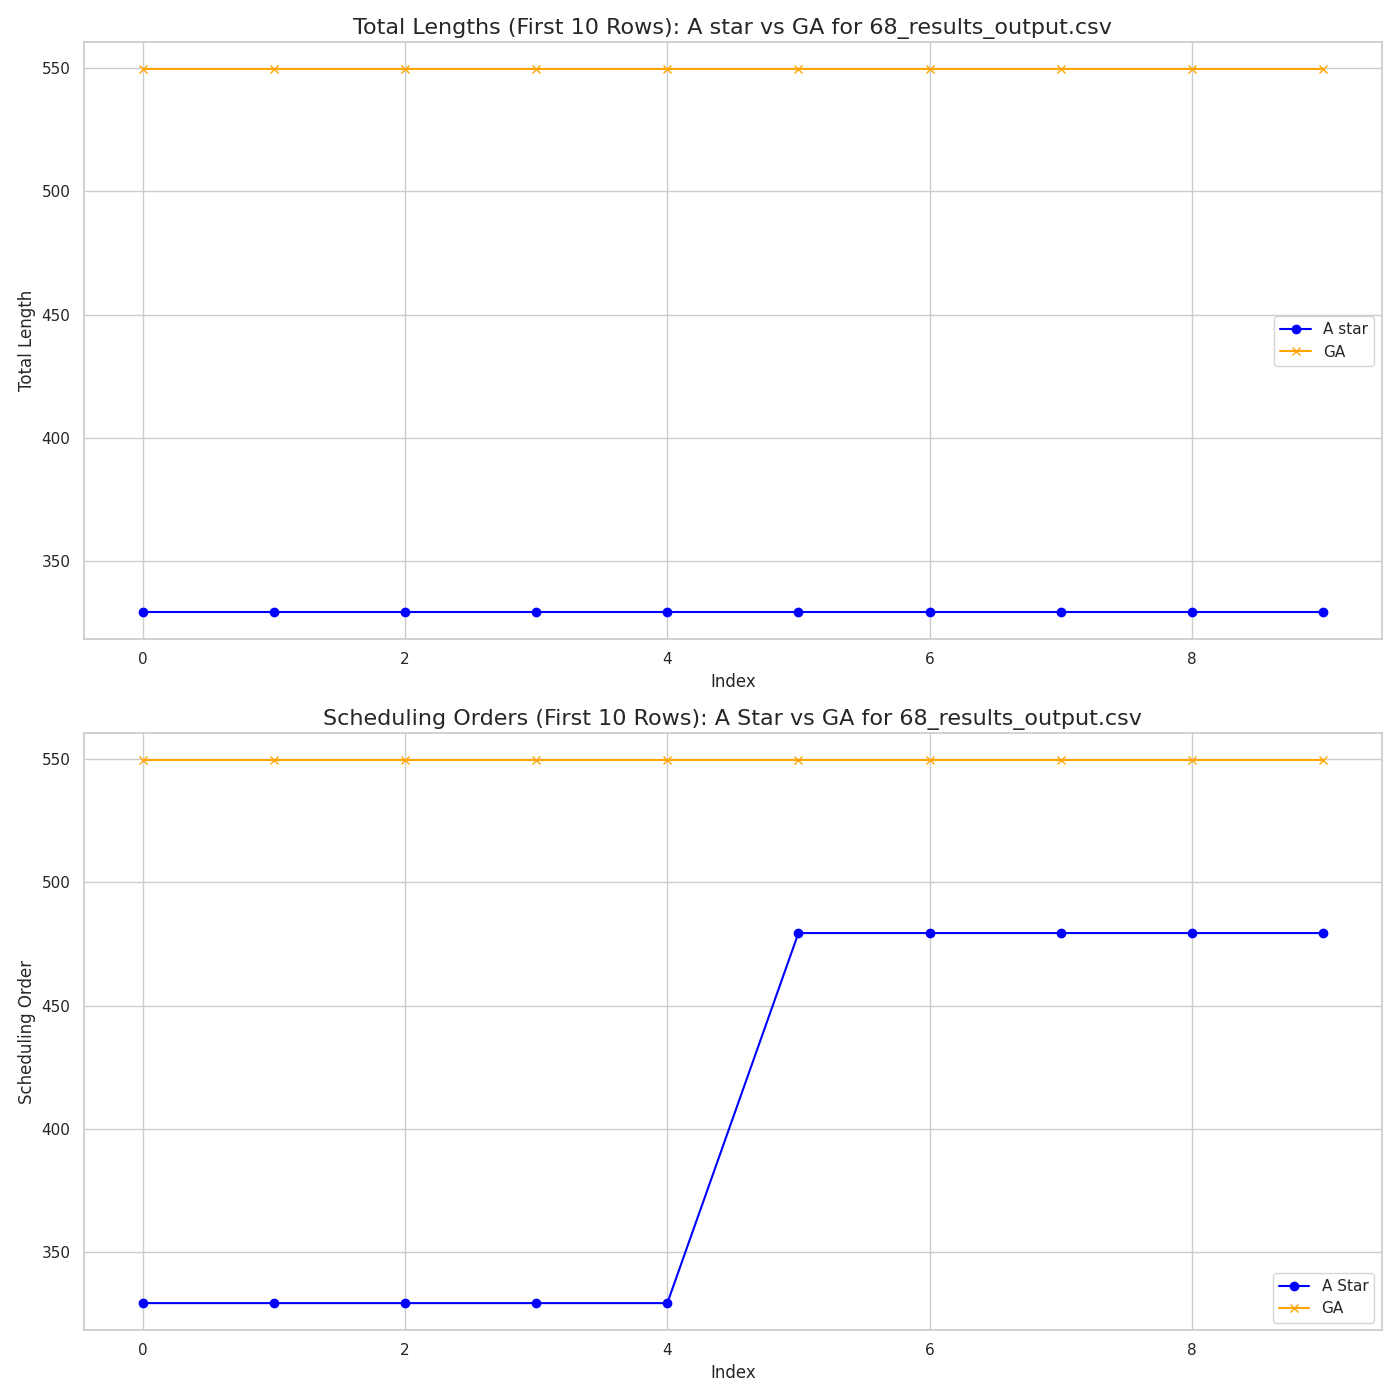 Total Lengths (First 10 Rows): A star vs GA for 68_results_output.csv
550
500
450
400
350
Total Length
A star
GA
0 2 4 6 8
Index
Scheduling Orders (First 10 Rows): A Star vs GA for 68_results_output.csv
550
500
450
400
350
Scheduling Order
A Star
GA
0 2 4 6 8
Index